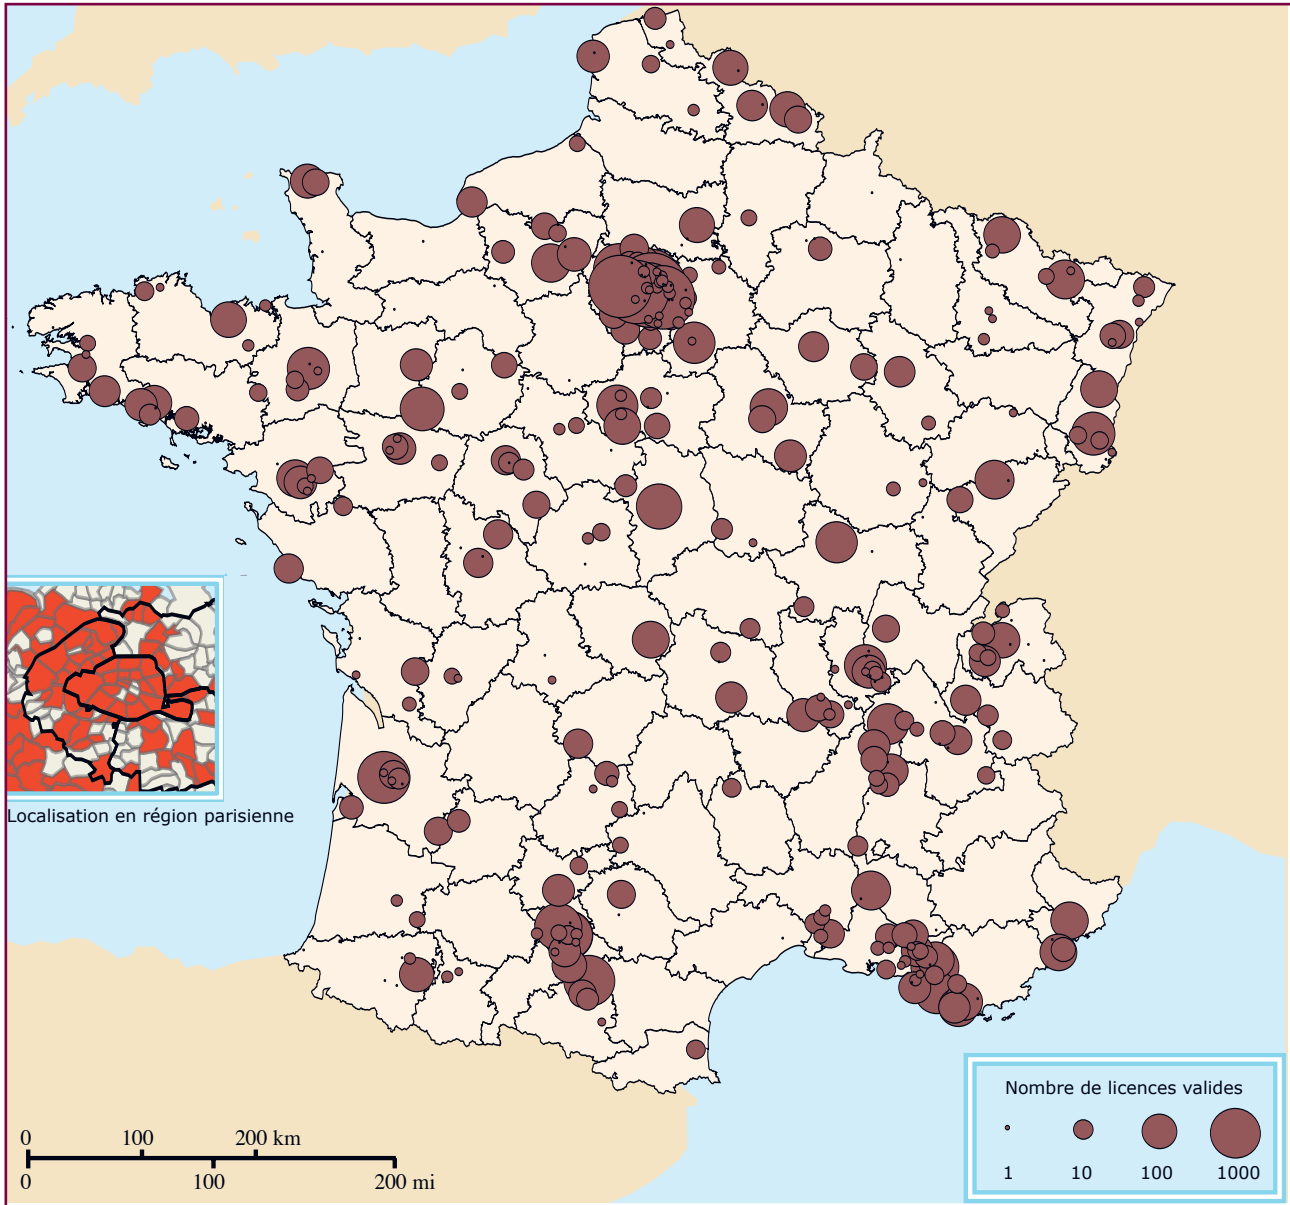 Localisation en région parisienne
Nombre de licences valides
1 10 100 1000
0 100 200 km
0 100 200 mi